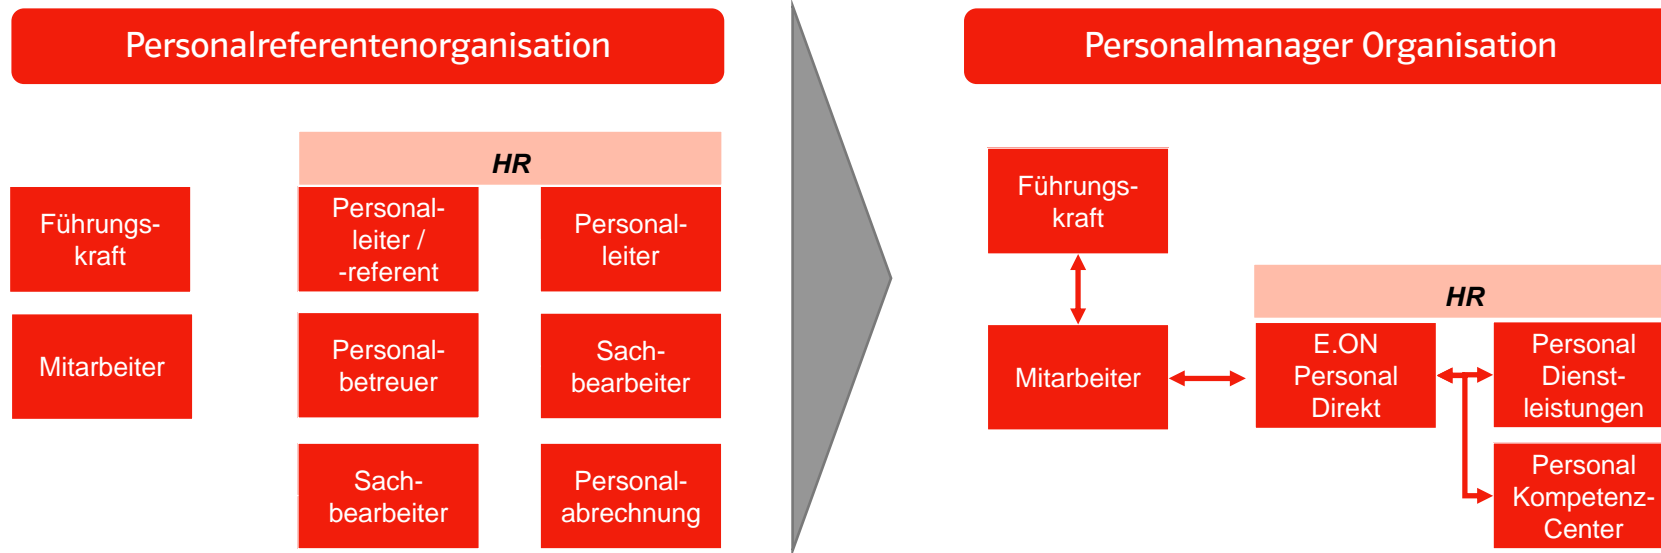 Personalreferentenorganisation
HR
Führungs-
kraft
Personal-
leiter /
-referent
Personal-
leiter
Mitarbeiter
Personal-
betreuer
Sach-
bearbeiter
Sach-
bearbeiter
Personal-
abrechnung
Personalmanager Organisation
Führungs-
kraft
HR
Mitarbeiter
E.ON
Personal
Direkt
Personal
Dienst-
leistungen
Personal
Kompetenz-
Center